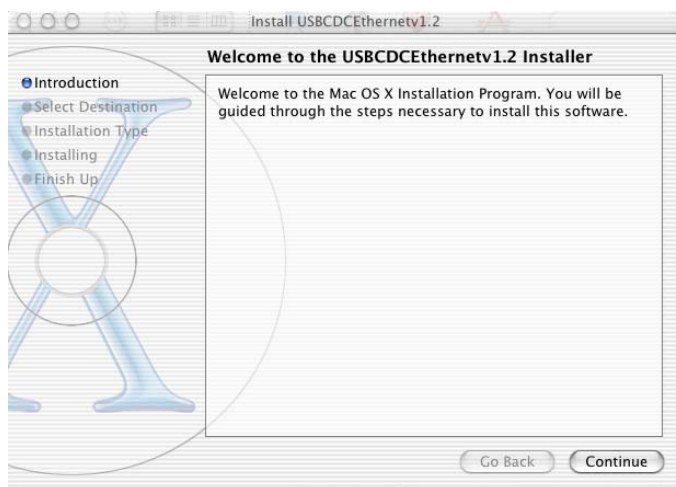 Install USBCDCEthernetv1.2
Welcome to the USBCDCEthernetv1.2 Installer
Introduction
Select Destination
Installation Type
Installing
Finish Up
Welcome to the Mac OS X Installation Program. You will be
guided through the steps necessary to install this software.
Go Back
Continue